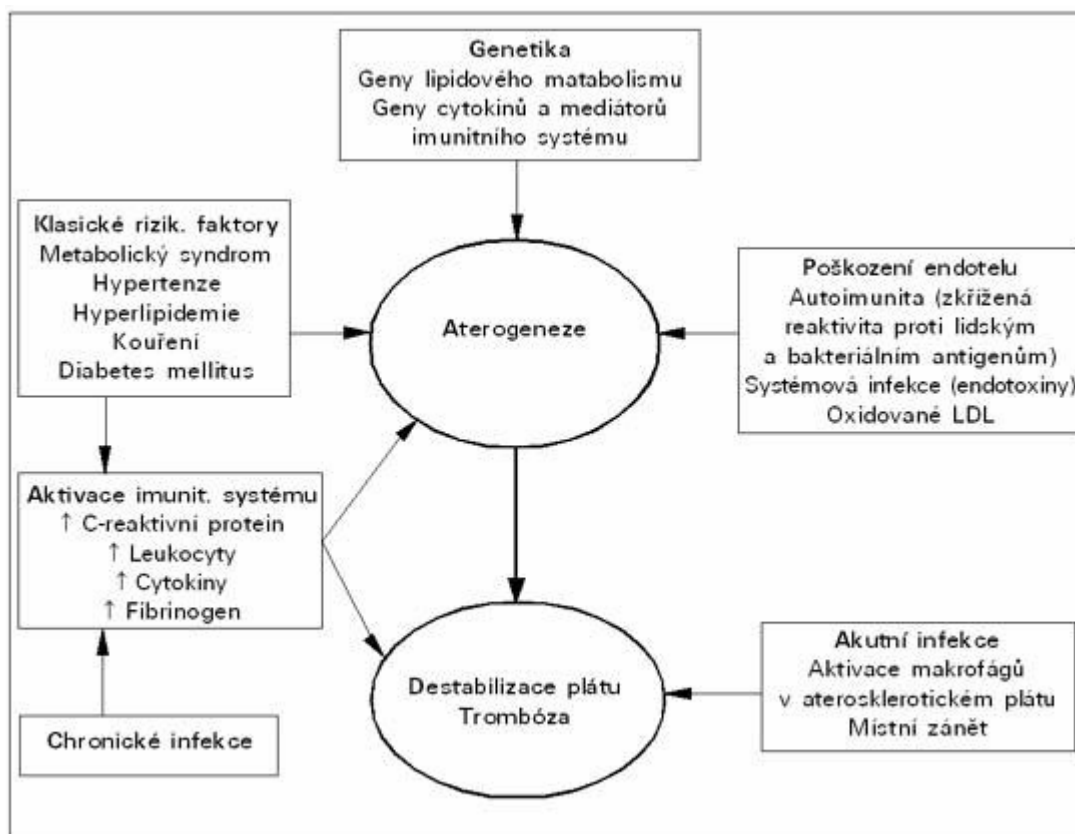 Genetika
Geny lipidového matabolismu
Geny cytokinů a mediátorů
imunitního systému
Klasické rizik. faktory
Metabolický syndrom
Hypertenze
Hyperlipidemie
Kouření
Diabetes mellitus
Aterogeneze
Poškození endotelu
Autoimunita (zkřížená
reaktivita proti lidským
a bakteriálním antigenům)
Systémová infekce (endotoxiny)
Oxidované LDL
Aktivace imunit. systému
↑ C-reaktivní protein
↑ Leukocyty
↑ Cytokiny
↑ Fibrinogen
Destabilizace plátu
Trombóza
Akutní infekce
Aktivace makrofágů
v aterosklerotickém plátu
Místní zánět
Chronické infekce